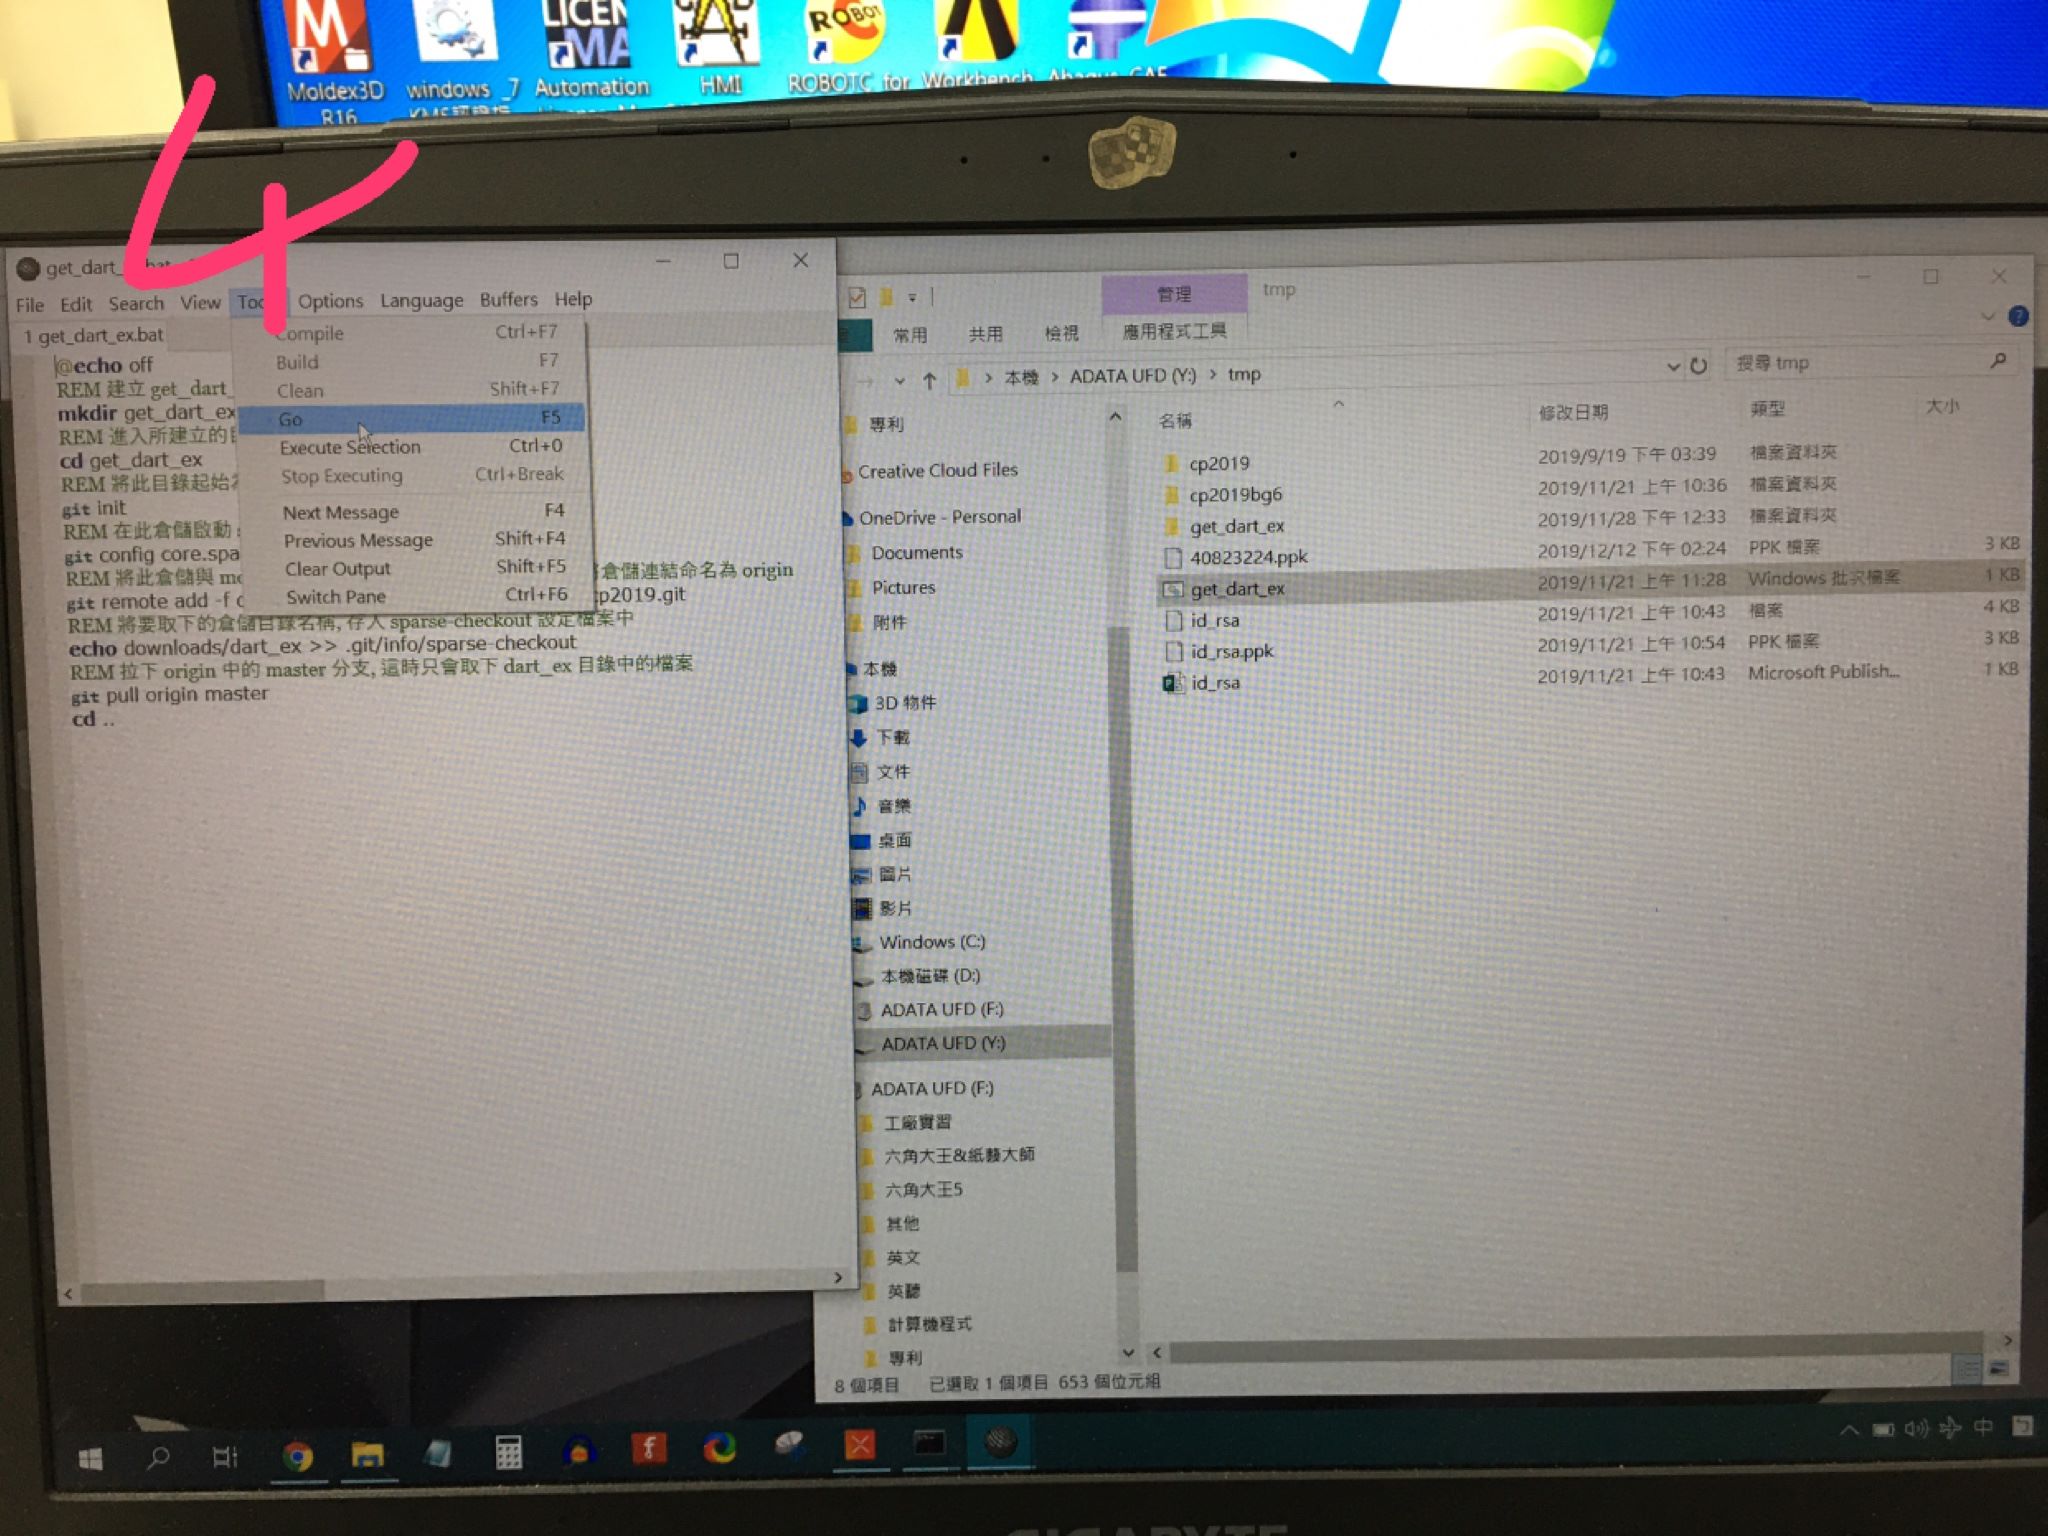 Moldex3D
R16
windows _7
LICEN
MA
Automation
HMI
ROBOT
ROBOTC for
Workbench
Abaqus CAE
4
get_dart_
File Edit Search View Options Language Buffers Help
1 get_dart_ex.bat
@echo off
REM 建立 get_dart_
mkdir get_dart_ex
REM 進入所建立的
cd get_dart_ex
REM 將此目錄起始
git init
REM 在此倉儲啟動
git config core.spa
REM 將此倉儲與
倉儲連結命名為 origin
git remote add -f
p2019.git
REM 將要取下的倉儲目錄名稱, 存入 sparse-checkout 設定檔案中
echo downloads/dart_ex >> .git/info/sparse-checkout
REM 拉下 origin 中的 master 分支, 這時只會取下 dart_ex 目錄中的檔案
git pull origin master
cd ..
Compile Ctrl+F7
Build F7
Clean Shift+F7
Go F5
Execute Selection Ctrl+0
Stop Executing Ctrl+Break
Next Message F4
Previous Message Shift+F4
Clear Output Shift+F5
Switch Pane Ctrl+F6
管理 tmp
常用 共用 檢視 應用程式工具
本機 > ADATA UFD (Y:) > tmp
搜尋 tmp
專利
Creative Cloud Files
OneDrive - Personal
Documents
Pictures
附件
本機
3D 物件
下載
文件
音樂
桌面
圖片
影片
Windows (C:)
本機磁碟 (D:)
ADATA UFD (F:)
ADATA UFD (Y:)
ADATA UFD (F:)
工廠實習
六角大王&紙藝大師
六角大王5
其他
英文
英聽
計算機程式
專利
名稱 修改日期 類型 大小
cp2019 2019/9/19 下午 03:39 檔案資料夾
cp2019bg6 2019/11/21 上午 10:36 檔案資料夾
get_dart_ex 2019/11/28 下午 12:33 檔案資料夾
40823224.ppk 2019/12/12 下午 02:24 PPK 檔案 3 KB
get_dart_ex 2019/11/21 上午 11:28 Windows 批次檔案 1 KB
id_rsa 2019/11/21 上午 10:43 檔案 4 KB
id_rsa.ppk 2019/11/21 上午 10:54 PPK 檔案 3 KB
id_rsa 2019/11/21 上午 10:43 Microsoft Publish... 1 KB
8 個項目 已選取 1 個項目 653 個位元組
中